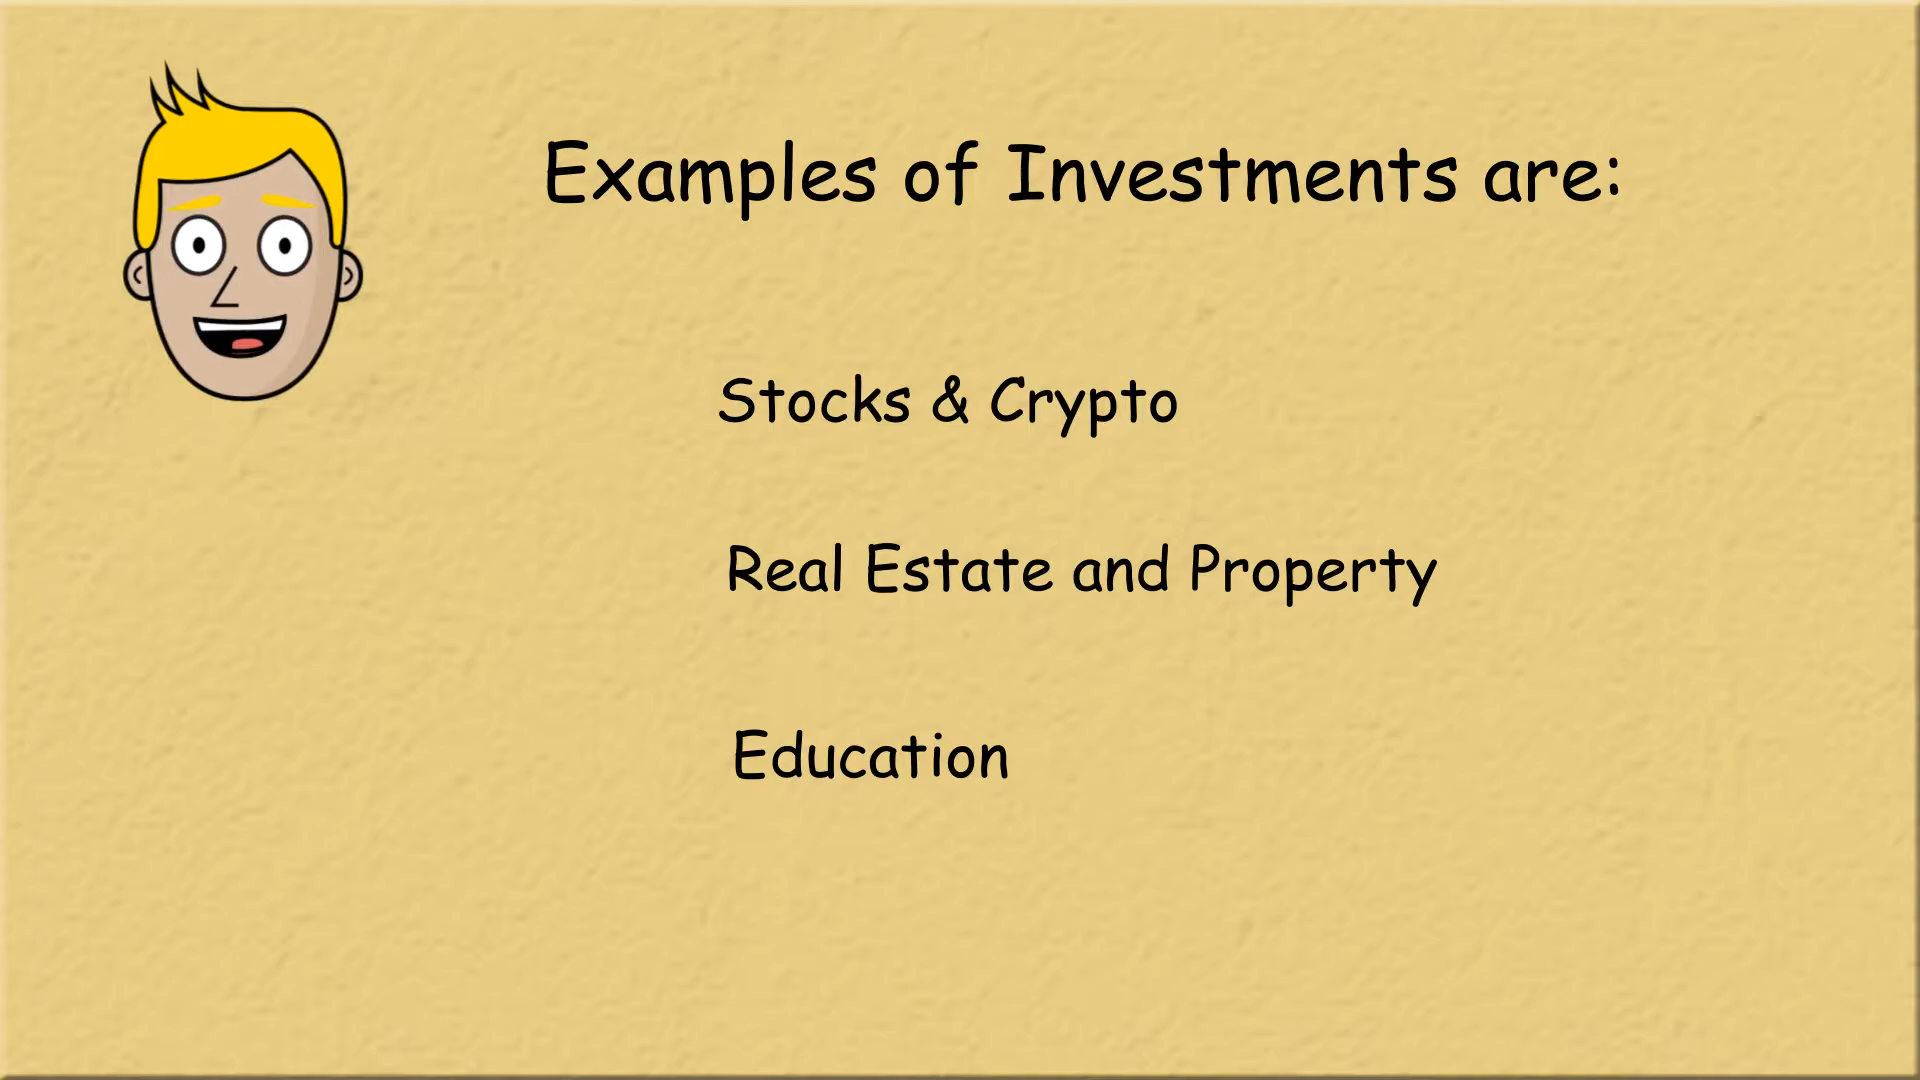 Examples of Investments are:
Stocks & Crypto
Real Estate and Property
Education